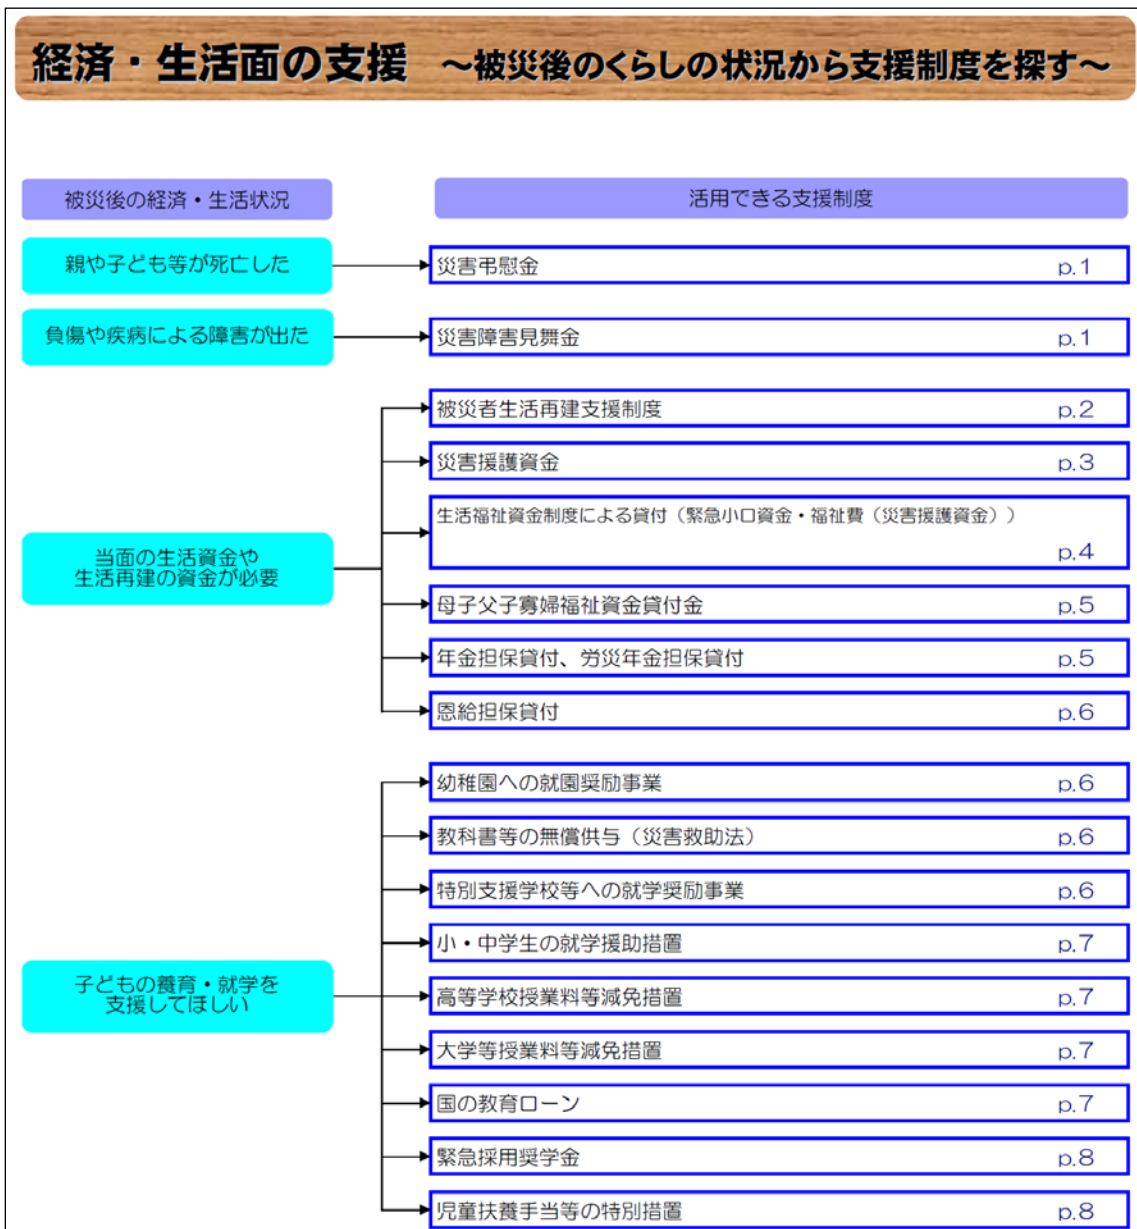 経済・生活面の支援 ～被災後のくらしの状況から支援制度を探す～
被災後の経済・生活状況
活用できる支援制度
親や子ども等が死亡した
災害弔慰金 p.1
負傷や疾病による障害が出た
災害障害見舞金 p.1
当面の生活資金や
生活再建の資金が必要
被災者生活再建支援制度 p.2
災害援護資金 p.3
生活福祉資金制度による貸付（緊急小口資金・福祉費（災害援護資金））
p.4
母子父子寡婦福祉資金貸付金 p.5
年金担保貸付、労災年金担保貸付 p.5
恩給担保貸付 p.6
子どもの養育・就学を
支援してほしい
幼稚園への就園奨励事業 p.6
教科書等の無償供与（災害救助法） p.6
特別支援学校等への就学奨励事業 p.6
小・中学生の就学援助措置 p.7
高等学校授業料等減免措置 p.7
大学等授業料等減免措置 p.7
国の教育ローン p.7
緊急採用奨学金 p.8
児童扶養手当等の特別措置 p.8